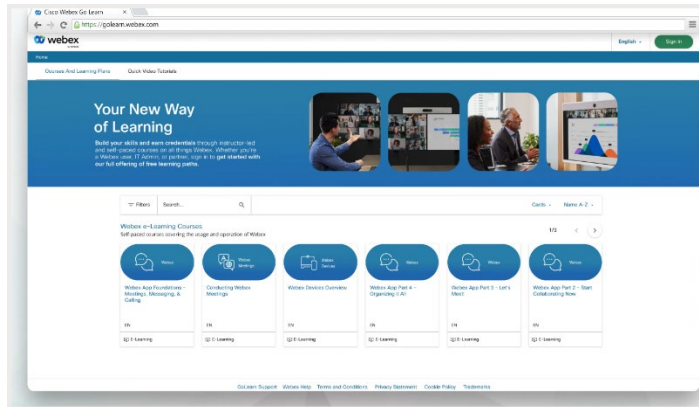 Cisco Webex Go Learn
https://golearn.webex.com
webex
English
Sign In
Home
Courses And Learning Plans Quick Video Tutorials
Your New Way
of Learning
Build your skills and earn credentials through instructor-led
and self-paced courses on all things Webex. Whether you're
a Webex user, IT Admin, or partner, sign in to get started with
our full offering of free learning paths.
Filters Search... Cards Name A-Z
Webex e-Learning Courses
Self-paced courses covering the usage and operation of Webex
1/2
Webex Webex Meetings Webex Devices Webex Webex Webex
Webex App Foundations - Meetings, Messaging, & Calling
Conducting Webex Meetings
Webex Devices Overview
Webex App Part 4 - Organizing It All
Webex App Part 3 - Let's Meet
Webex App Part 2 - Start Collaborating Now
EN EN EN EN EN EN
E-Learning E-Learning E-Learning E-Learning E-Learning E-Learning
GoLearn Support Webex Help Terms and Conditions Privacy Statement Cookie Policy Trademarks